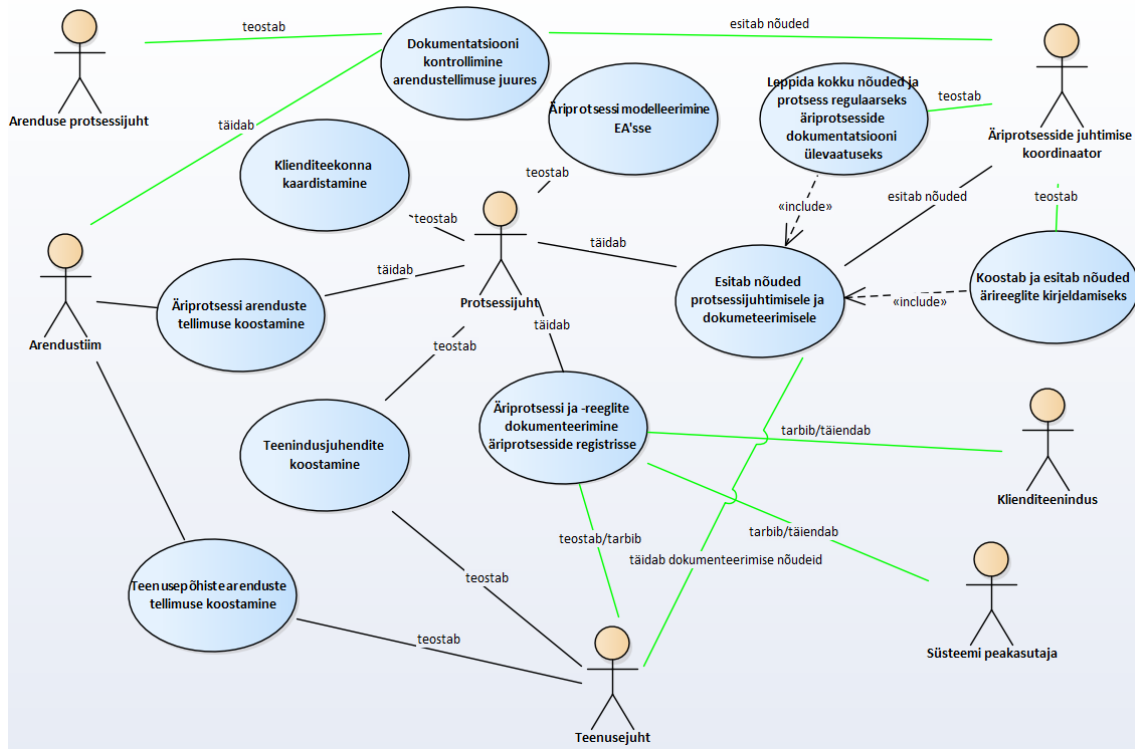 teostab
esitab nõuded
Dokumentatsiooni
kontrollimine
arendustellimuse juures
Leppida kokku nõuded ja
protsess regulaarseks
äriprotsesside
dokumentatsiooni
ülevaatuseks
teostab
Äriprotsessi modelleerimine
EA'sse
Arenduse protsessijuht
täidab
Äriprotsesside juhtimise
koordinaator
Klienditeekonna
kaardistamine
teostab
esitab nõuded
teostab
«include»
teostab
täidab
täidab
Äriprotsessi arenduste
tellimuse koostamine
Protsessijuht
Esitab nõuded
protsessijuhtimisele ja
dokumeteerimisele
«include»
Koostab ja esitab nõuded
ärireeglite kirjeldamiseks
Arendustiim
täidab
teostab
Äriprotsessi ja -reeglite
dokumenteerimine
äriprotsesside registrisse
tarbib/täiendab
Teenindusjuhendite
koostamine
Klienditeenindus
teostab/tarbib
tarbib/täiendab
täidab dokumenteerimise nõudeid
teostab
Teenusepõhiste arenduste
tellimuse koostamine
teostab
Süsteemi peakasutaja
Teenusejuht